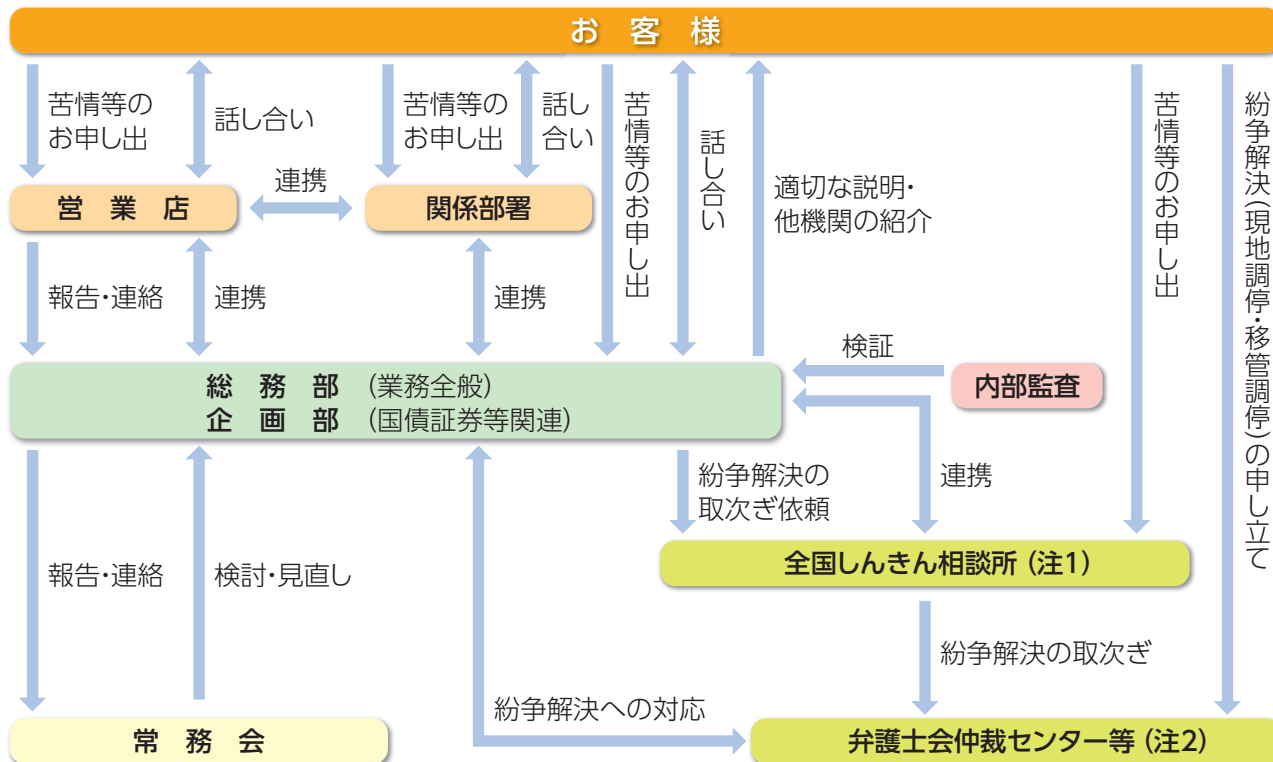 お 客 様
苦情等の
お申し出
話し合い
苦情等の
お申し出
話し
合い
苦情等のお申し出
話し合い
適切な説明・
他機関の紹介
苦情等のお申し出
紛争解決(現地調停・移管調停)の申し立て
営 業 店
連携
関係部署
報告・連絡
連携
連携
検証
内部監査
総 務 部 (業務全般)
企 画 部 (国債証券等関連)
紛争解決の
取次ぎ依頼
連携
全国しんきん相談所 (注1)
報告・連絡
検討・見直し
紛争解決の取次ぎ
紛争解決への対応
常 務 会
弁護士会仲裁センター等 (注2)